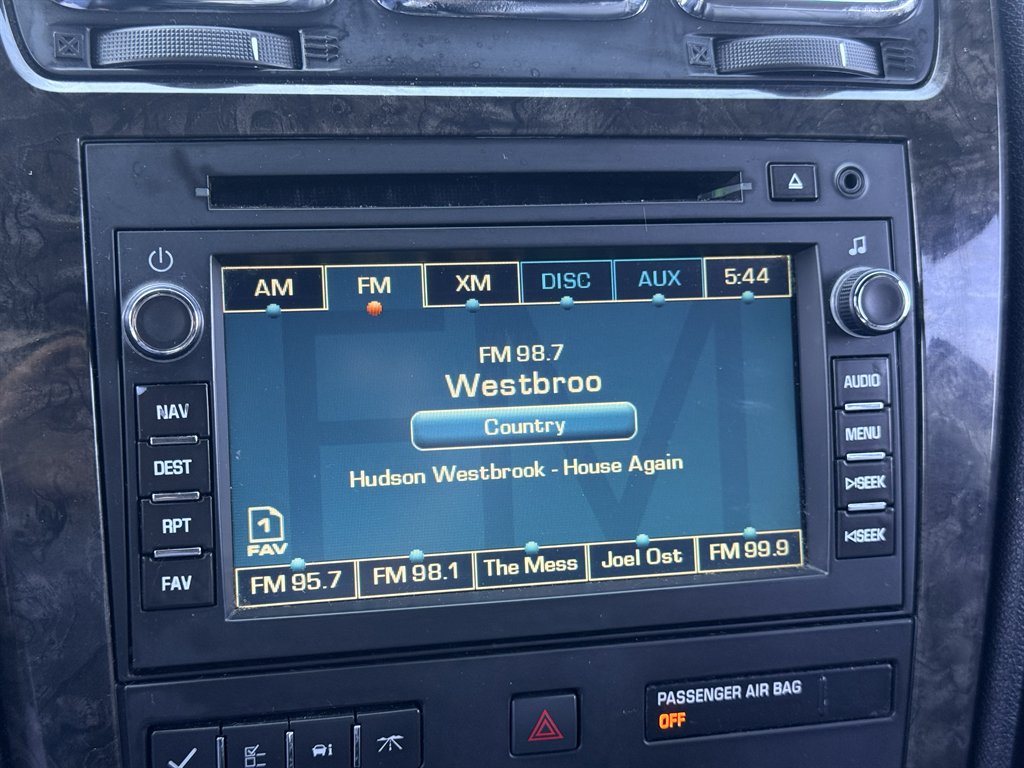 AM FM XM DISC AUX 5:44
FM 98.7
Westbroo
Country
Hudson Westbrook - House Again
1
FAV
FM 95.7 FM 98.1 The Mess Joel Ost FM 99.9
NAV
DEST
RPT
FAV
AUDIO
MENU
SEEK
SEEK
PASSENGER AIR BAG
OFF